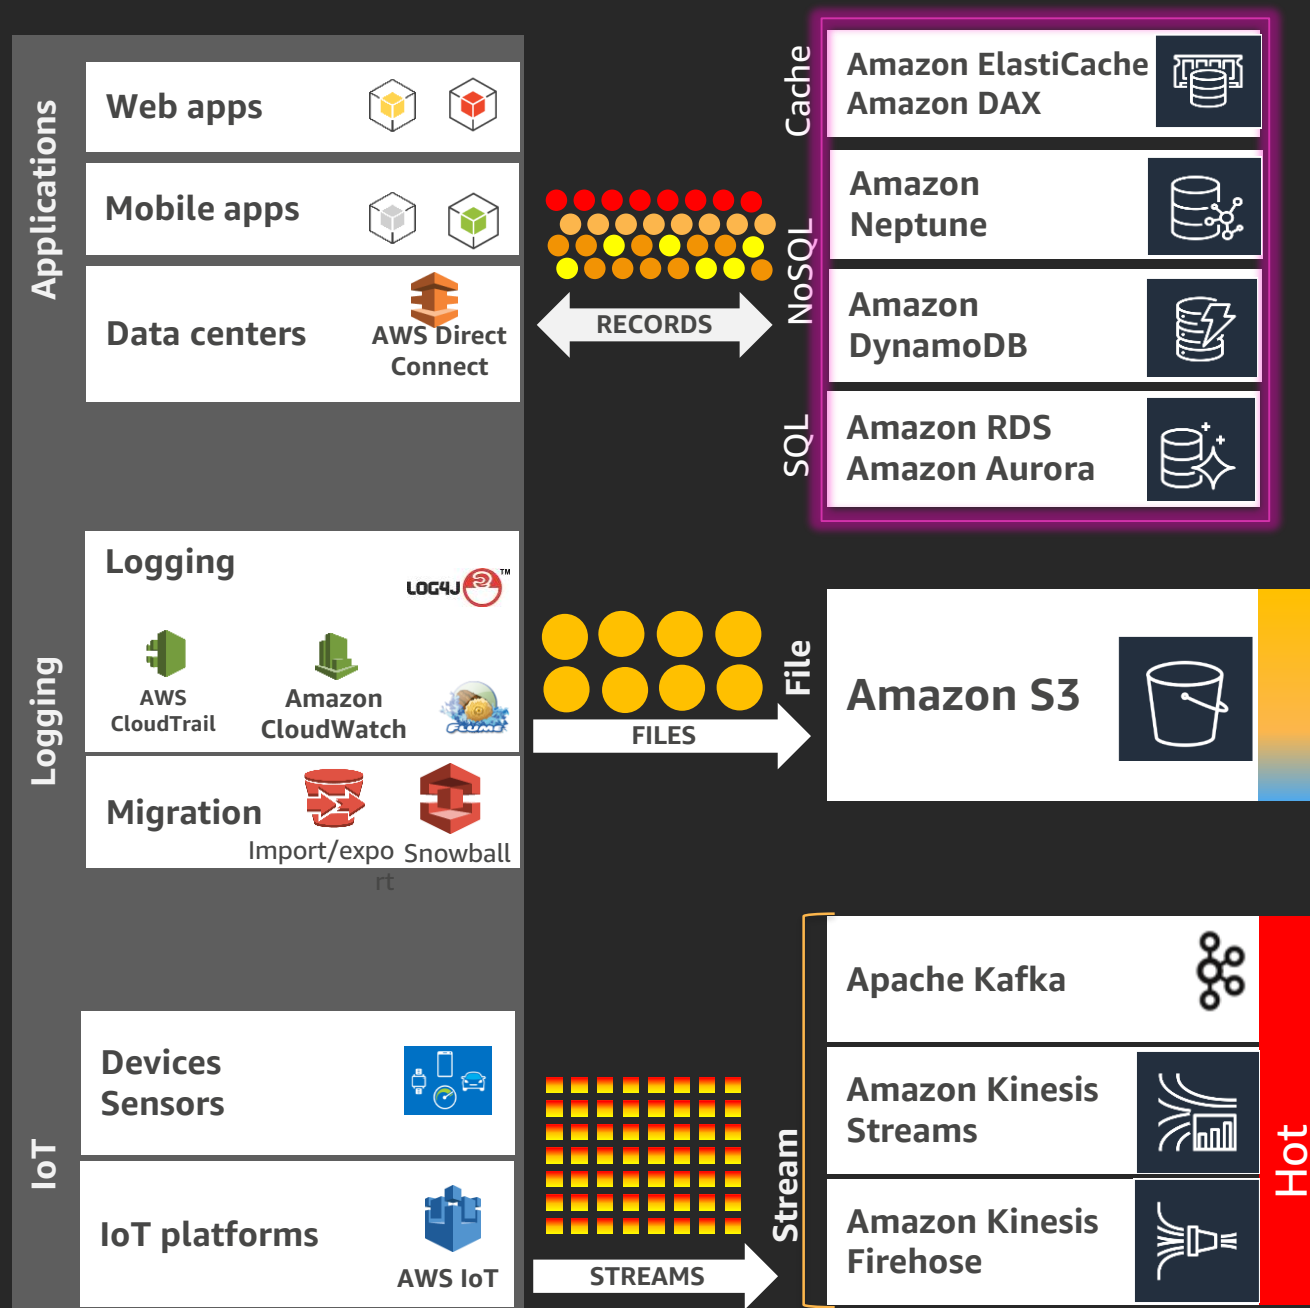 Applications
Web apps
Mobile apps
Data centers
AWS Direct
Connect
RECORDS
Cache
Amazon ElastiCache
Amazon DAX
NoSQL
Amazon
Neptune
Amazon
DynamoDB
SQL
Amazon RDS
Amazon Aurora
Logging
Logging
LOG4J
TM
AWS
CloudTrail
Amazon
CloudWatch
FLUME
Migration
Import/expo
rt
Snowball
FILES
File
Amazon S3
IoT
Devices
Sensors
IoT platforms
AWS IoT
STREAMS
Stream
Apache Kafka
Amazon Kinesis
Streams
Amazon Kinesis
Firehose
Hot